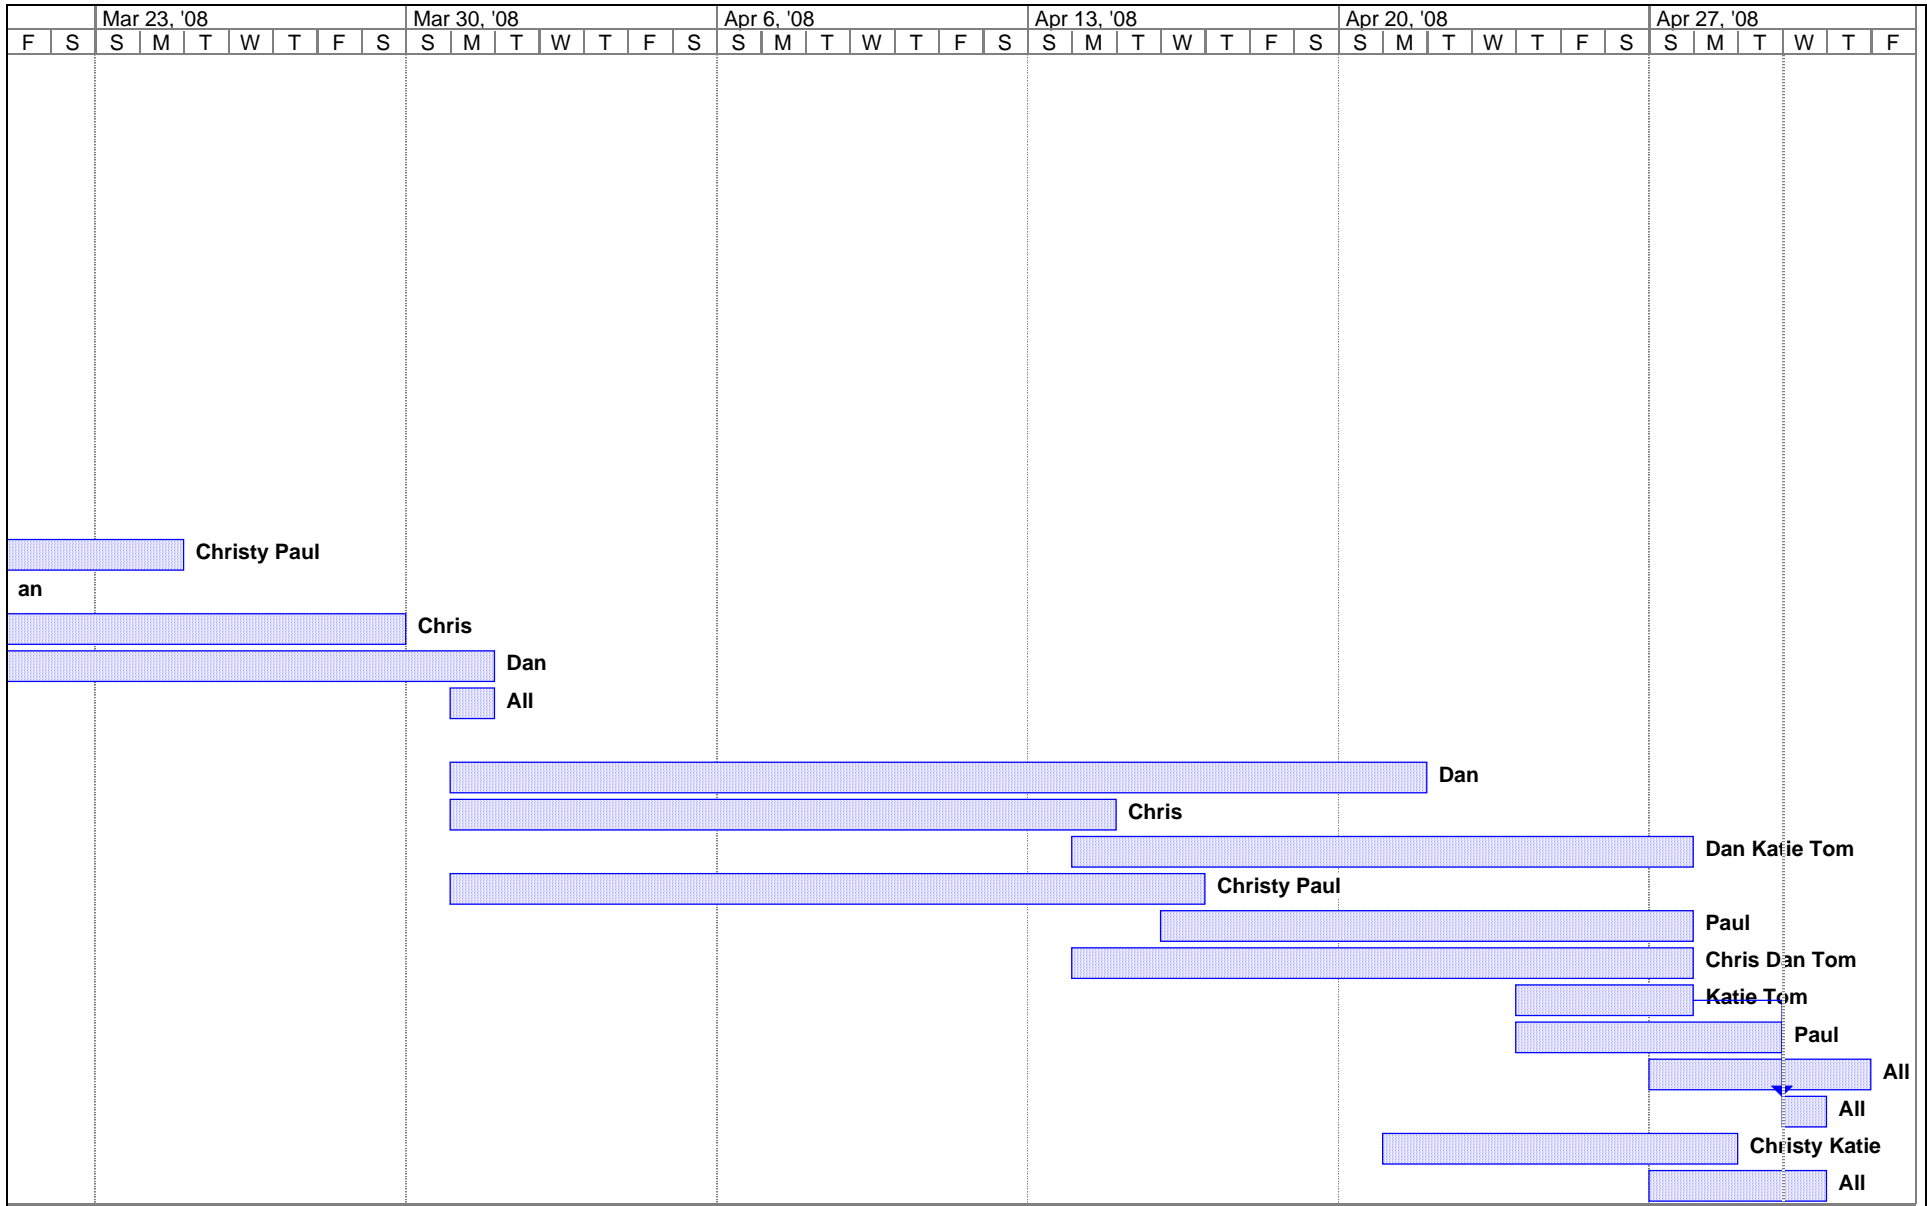 Mar 23, '08 Mar 30, '08 Apr 6, '08 Apr 13, '08 Apr 20, '08 Apr 27, '08
F S S M T W T F S S M T W T F S S M T W T F S S M T W T F S S M T W T F S S M T W T F
Christy Paul
an
Chris
Dan
All
Dan
Chris
Dan Katie Tom
Christy Paul
Paul
Chris Dan Tom
Katie Tom
Paul
All
All
Christy Katie
All